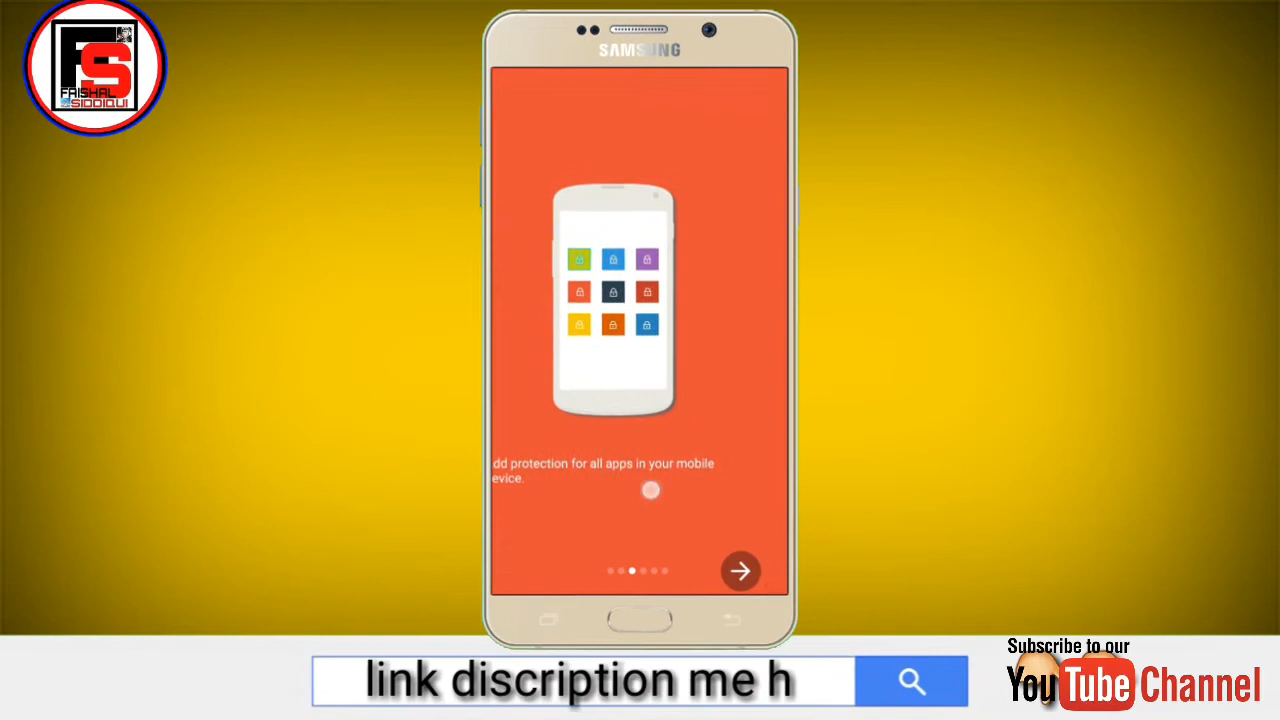 FS
FAISHAL
SIDDIQUI
SAMSUNG
dd protection for all apps in your mobile
evice.
link discription me h
Subscribe to our
YouTube Channel